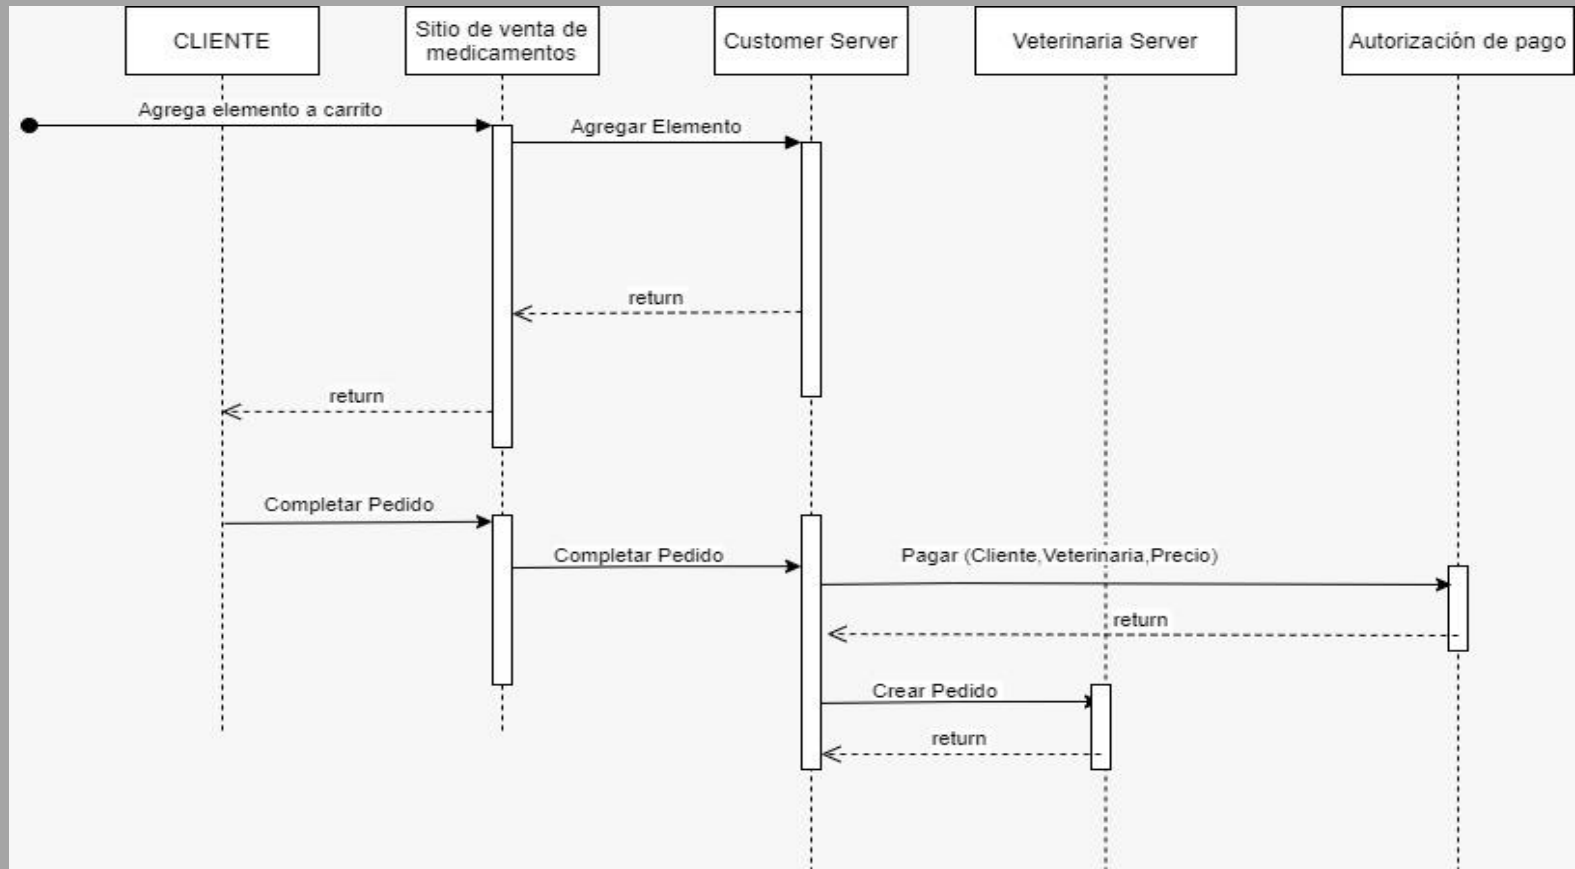 CLIENTE
Sitio de venta de
medicamentos
Customer Server
Veterinaria Server
Autorización de pago
Agrega elemento a carrito
Agregar Elemento
return
return
Completar Pedido
Completar Pedido
Pagar (Cliente,Veterinaria,Precio)
return
Crear Pedido
return